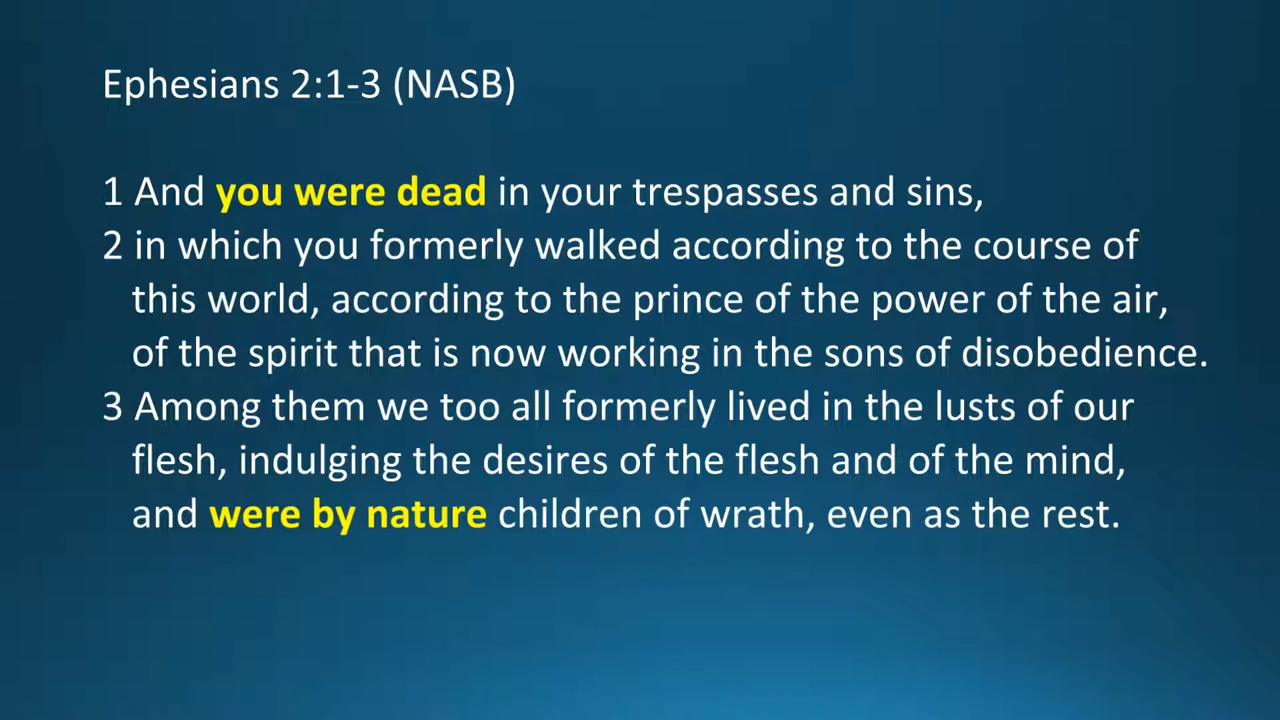 Ephesians 2:1-3 (NASB)
1 And you were dead in your trespasses and sins,
2 in which you formerly walked according to the course of
this world, according to the prince of the power of the air,
of the spirit that is now working in the sons of disobedience.
3 Among them we too all formerly lived in the lusts of our
flesh, indulging the desires of the flesh and of the mind,
and were by nature children of wrath, even as the rest.